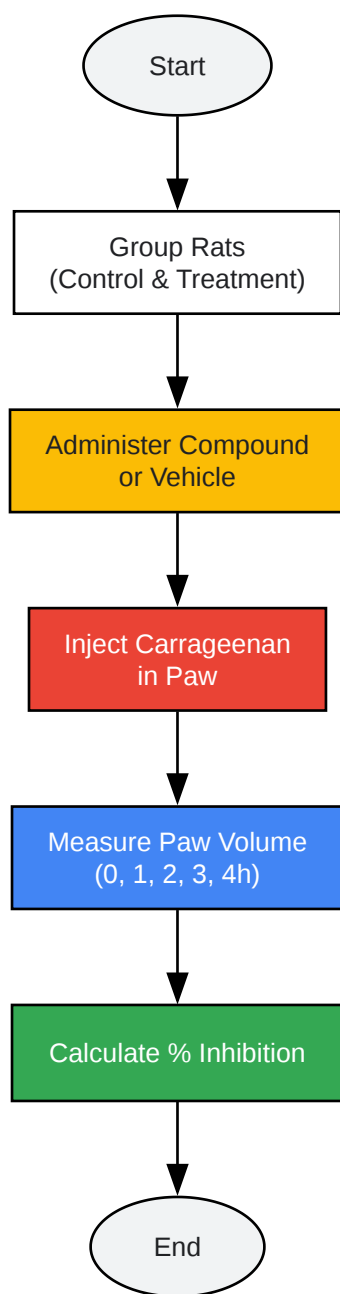 Start
Group Rats
(Control & Treatment)
Administer Compound
or Vehicle
Inject Carrageenan
in Paw
Measure Paw Volume
(0, 1, 2, 3, 4h)
Calculate % Inhibition
End